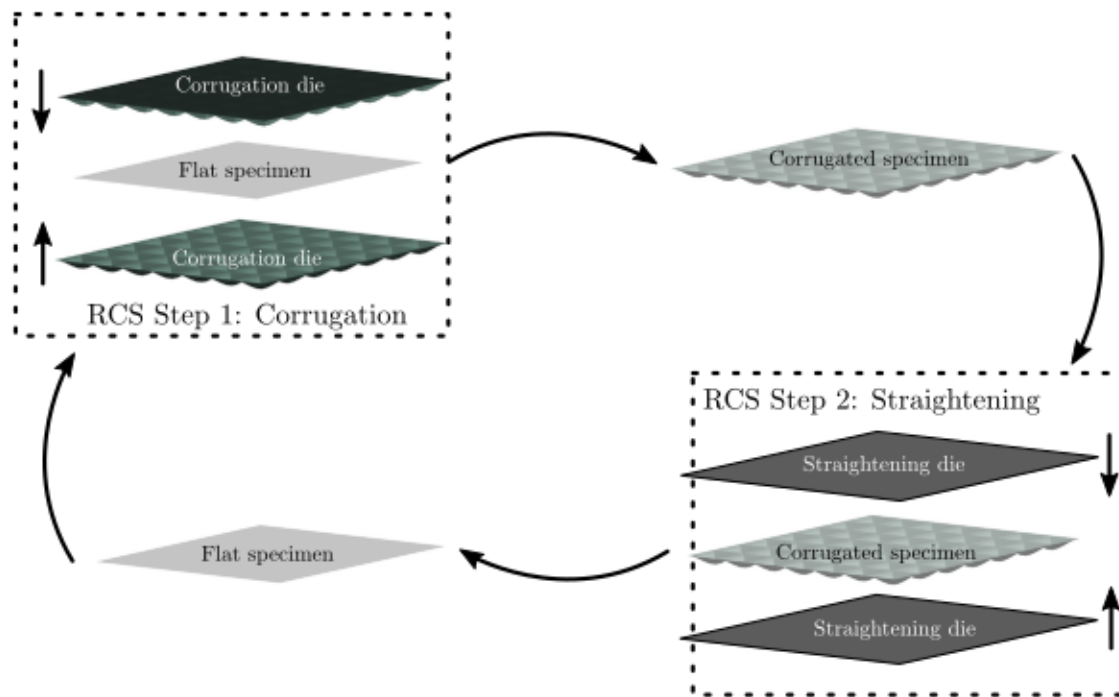 Corrugation die
Flat specimen
Corrugation die
RCS Step 1: Corrugation
Corrugated specimen
RCS Step 2: Straightening
Straightening die
Corrugated specimen
Straightening die
Flat specimen